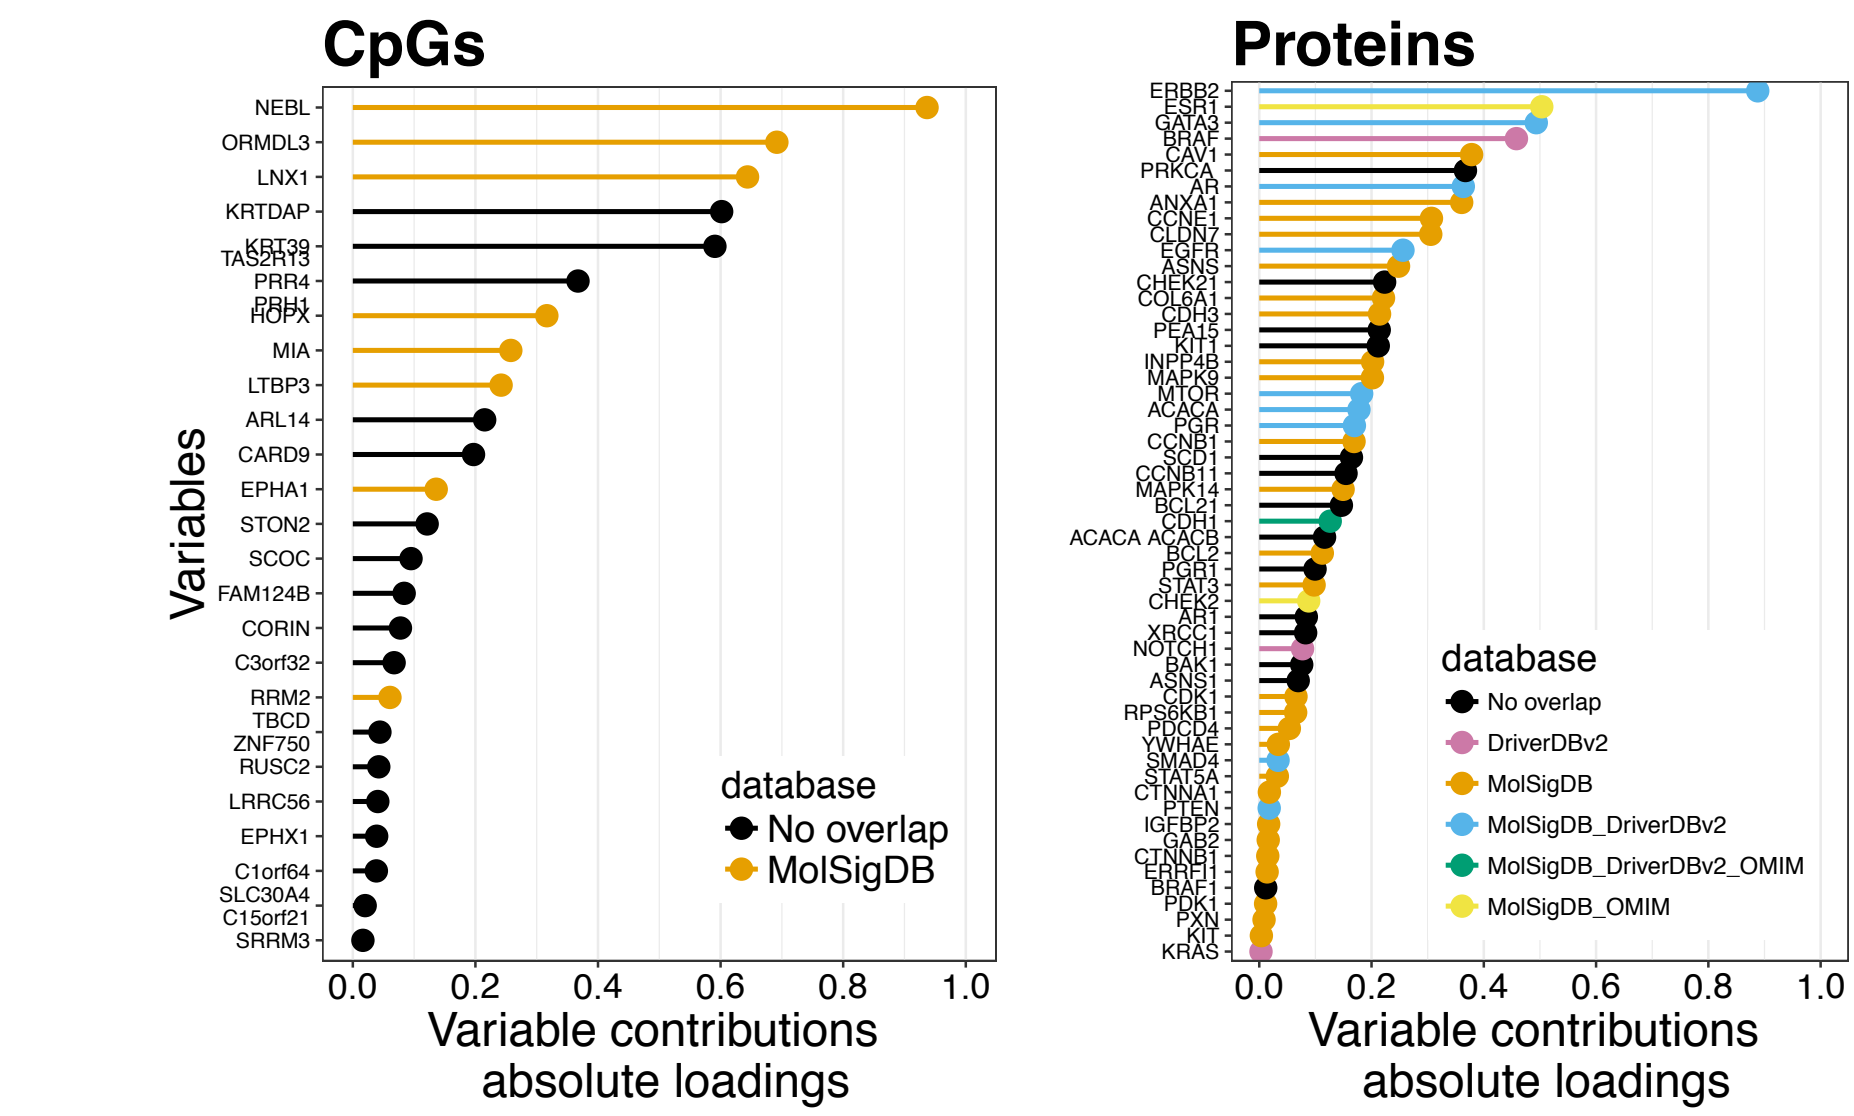 CpGs
Variables
NEBL
ORMDL3
LNX1
KRTDAP
KRT39
TAS2R13
PRR4
PRH1
HOPX
MIA
LTBP3
ARL14
CARD9
EPHA1
STON2
SCOC
FAM124B
CORIN
C3orf32
RRM2
TBCD
ZNF750
RUSC2
LRRC56
EPHX1
C1orf64
SLC30A4
C15orf21
SRRM3
database
No overlap
MolSigDB
0.0 0.2 0.4 0.6 0.8 1.0
Variable contributions
absolute loadings
Proteins
ERBB2
ESR1
GATA3
BRAF
CAV1
PRKCA
AR
ANXA1
CCNE1
CLDN7
EGFR
ASNS
CHEK21
COL6A1
CDH3
PEA15
KIT1
INPP4B
MAPK9
MTOR
ACACA
PGR
CCNB1
SCD1
CCNB11
MAPK14
BCL21
CDH1
ACACA ACACB
BCL2
PGR1
STAT3
CHEK2
AR1
XRCC1
NOTCH1
BAK1
ASNS1
CDK1
RPS6KB1
PDCD4
YWHAE
SMAD4
STAT5A
CTNNA1
PTEN
IGFBP2
GAB2
CTNNB1
ERRFI1
BRAF1
PDK1
PXN
KIT
KRAS
database
No overlap
DriverDBv2
MolSigDB
MolSigDB_DriverDBv2
MolSigDB_DriverDBv2_OMIM
MolSigDB_OMIM
0.0 0.2 0.4 0.6 0.8 1.0
Variable contributions
absolute loadings